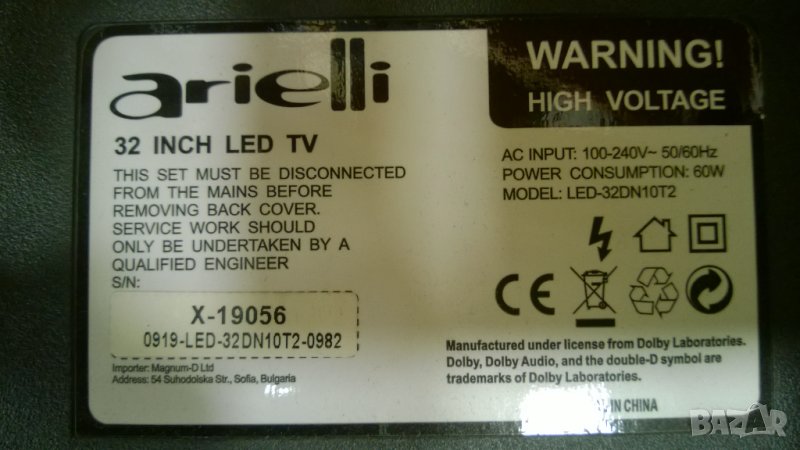 arielli
32 INCH LED TV
THIS SET MUST BE DISCONNECTED
FROM THE MAINS BEFORE
REMOVING BACK COVER.
SERVICE WORK SHOULD
ONLY BE UNDERTAKEN BY A
QUALIFIED ENGINEER
S/N:
X-19056
0919-LED-32DN10T2-0982
Importer: Magnum-D Ltd
Address: 54 Suhodolska Str., Sofia, Bulgaria
WARNING!
HIGH VOLTAGE
AC INPUT: 100-240V~ 50/60Hz
POWER CONSUMPTION: 60W
MODEL: LED-32DN10T2
CE
Manufactured under license from Dolby Laboratories.
Dolby, Dolby Audio, and the double-D symbol are
trademarks of Dolby Laboratories.
IN CHINA
BAZAR